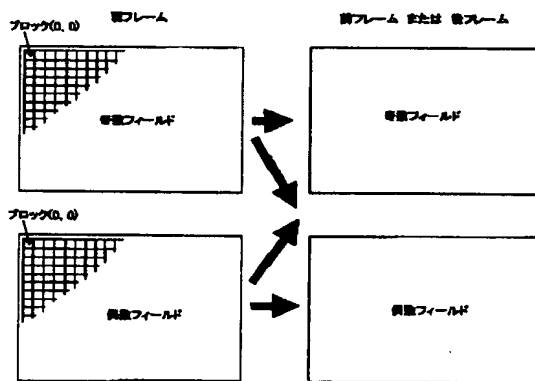 ブロック(0, 0)
現フレーム
前フレーム または 後フレーム
奇数フィールド
奇数フィールド
ブロック(0, 0)
偶数フィールド
偶数フィールド